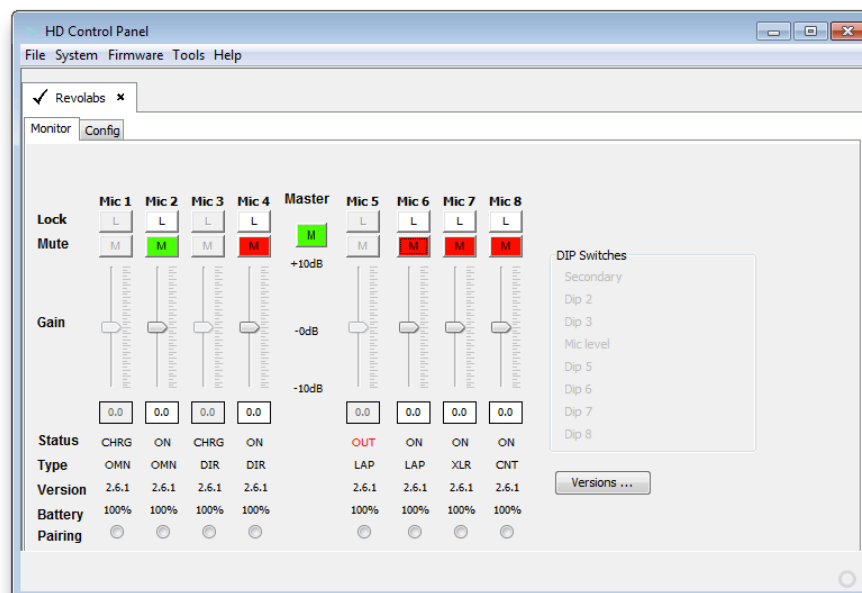 HD Control Panel
File System Firmware Tools Help
Revolabs
Monitor Config
Mic 1 Mic 2 Mic 3 Mic 4 Master Mic 5 Mic 6 Mic 7 Mic 8
Lock L L L L L L L L
M
Mute M M M M M M M M
+10dB
DIP Switches
Secondary
Dip 2
Gain -0dB
Dip 3
Mic level
Dip 5
-10dB
Dip 6
0.0 0.0 0.0 0.0 0.0 0.0 0.0 0.0
Dip 7
Dip 8
Status CHRG ON CHRG ON OUT ON ON ON
Type OMN OMN DIR DIR LAP LAP XLR CNT
Version 2.6.1 2.6.1 2.6.1 2.6.1 2.6.1 2.6.1 2.6.1 2.6.1
Versions ...
Battery 100% 100% 100% 100% 100% 100% 100% 100%
Pairing